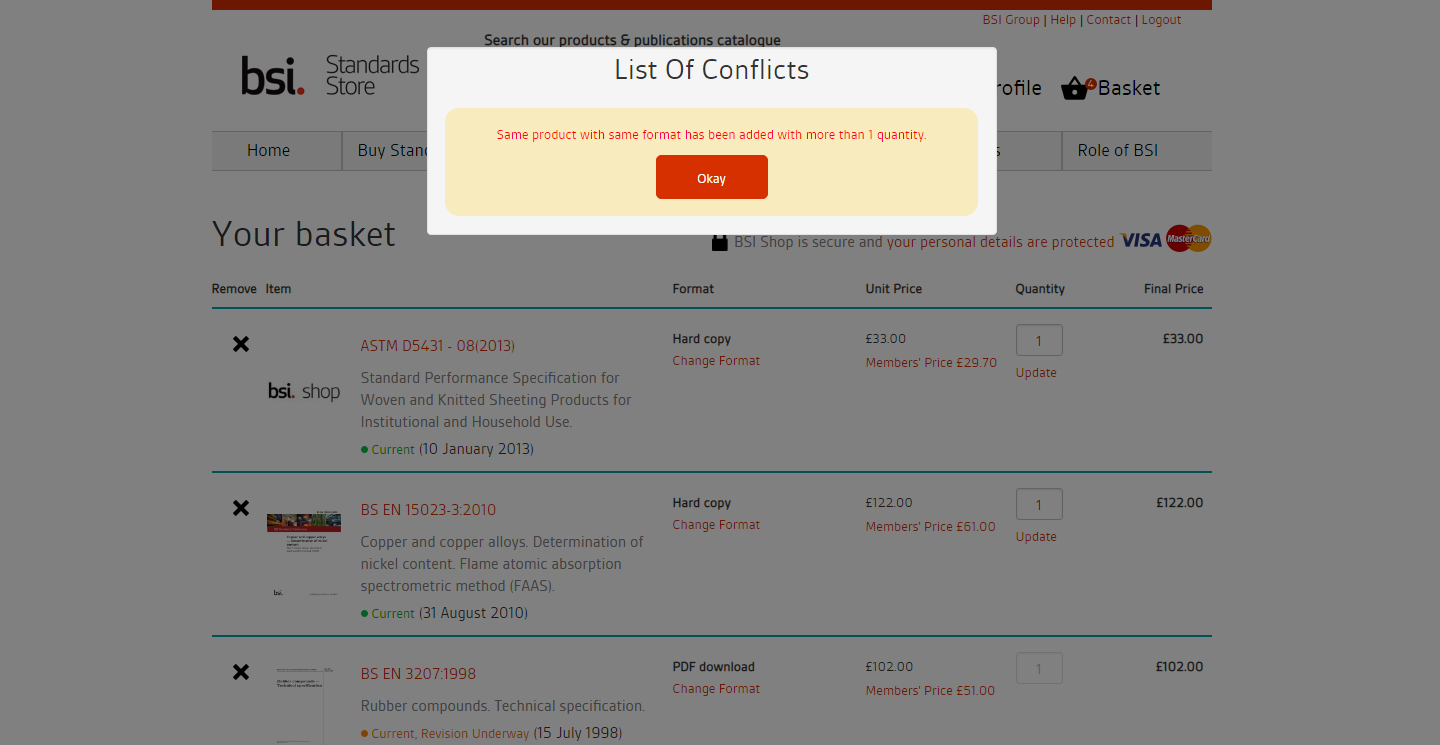 BSI Group | Help | Contact | Logout
Search our products & publications catalogue
bsi. Standards Store
List Of Conflicts
Same product with same format has been added with more than 1 quantity.
Okay
rofile
4
Basket
Home
Buy Stan
s
Role of BSI
Your basket
BSI Shop is secure and your personal details are protected
VISA
MasterCard
Remove Item Format Unit Price Quantity Final Price
ASTM D5431 - 08(2013)
bsi. shop
Standard Performance Specification for
Woven and Knitted Sheeting Products for
Institutional and Household Use.
Current (10 January 2013)
Hard copy
Change Format
£33.00
Members' Price £29.70
1
Update
£33.00
BS EN 15023-3:2010
Copper and copper alloys. Determination of
nickel content. Flame atomic absorption
spectrometric method (FAAS).
Current (31 August 2010)
bsi.
Hard copy
Change Format
£122.00
Members' Price £61.00
1
Update
£122.00
BS EN 3207:1998
Rubber compounds. Technical specification.
Current, Revision Underway (15 July 1998)
Rubber compounds —
Technical specification
PDF download
Change Format
£102.00
Members' Price £51.00
1
£102.00